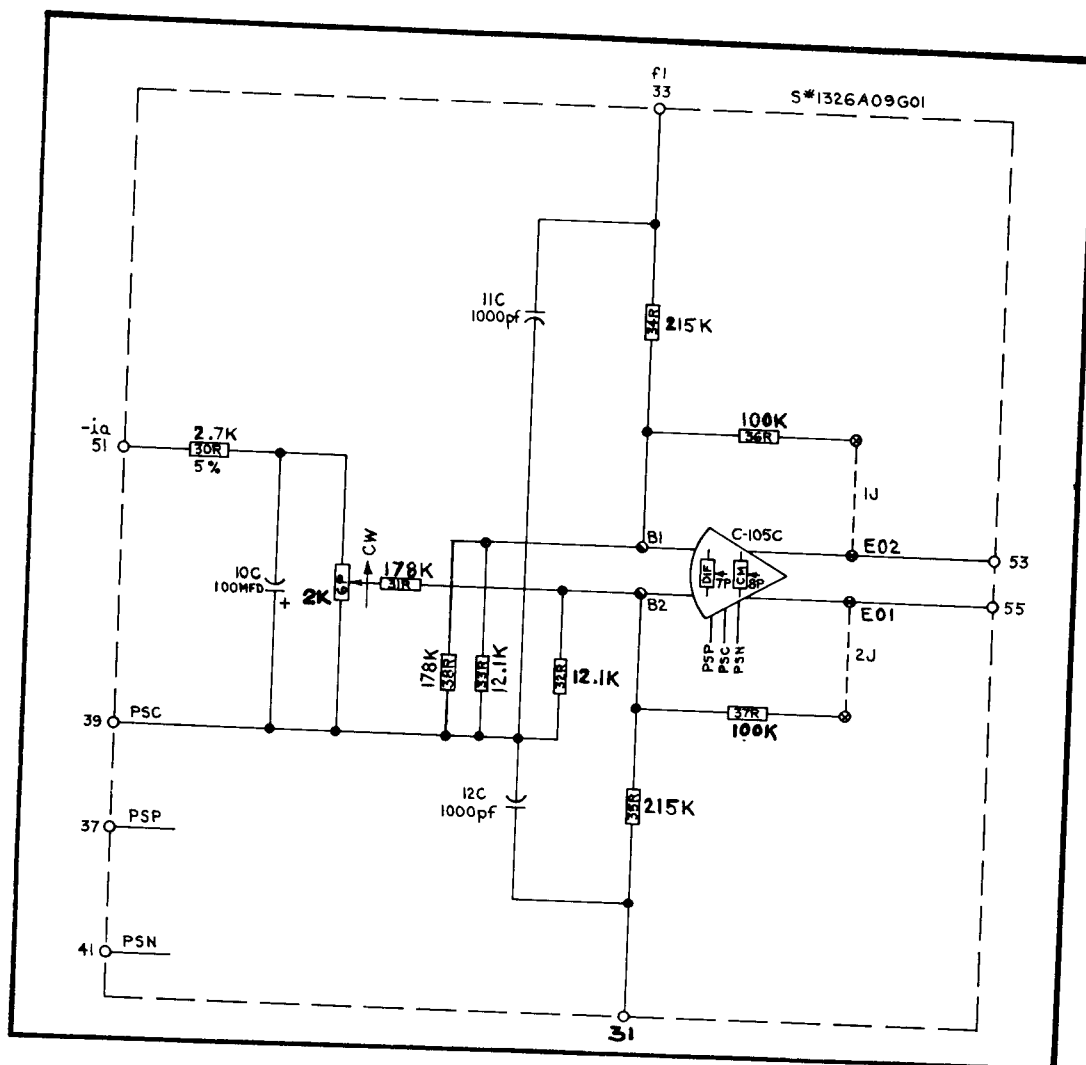 f1
33
S#1326A09G01
11C
1000pf
34R
215K
-ia
51
2.7K
30R
5%
100K
36R
1J
CW
B1
C-105C
E02
53
10C
100MFD
+
2K
6P
178K
31R
DIF
7P
CM
8P
B2
E01
55
PSP
PSC
PSN
2J
178K
38R
33R
12.1K
32R
12.1K
39
PSC
37R
100K
12C
1000pf
35R
215K
37
PSP
41
PSN
31